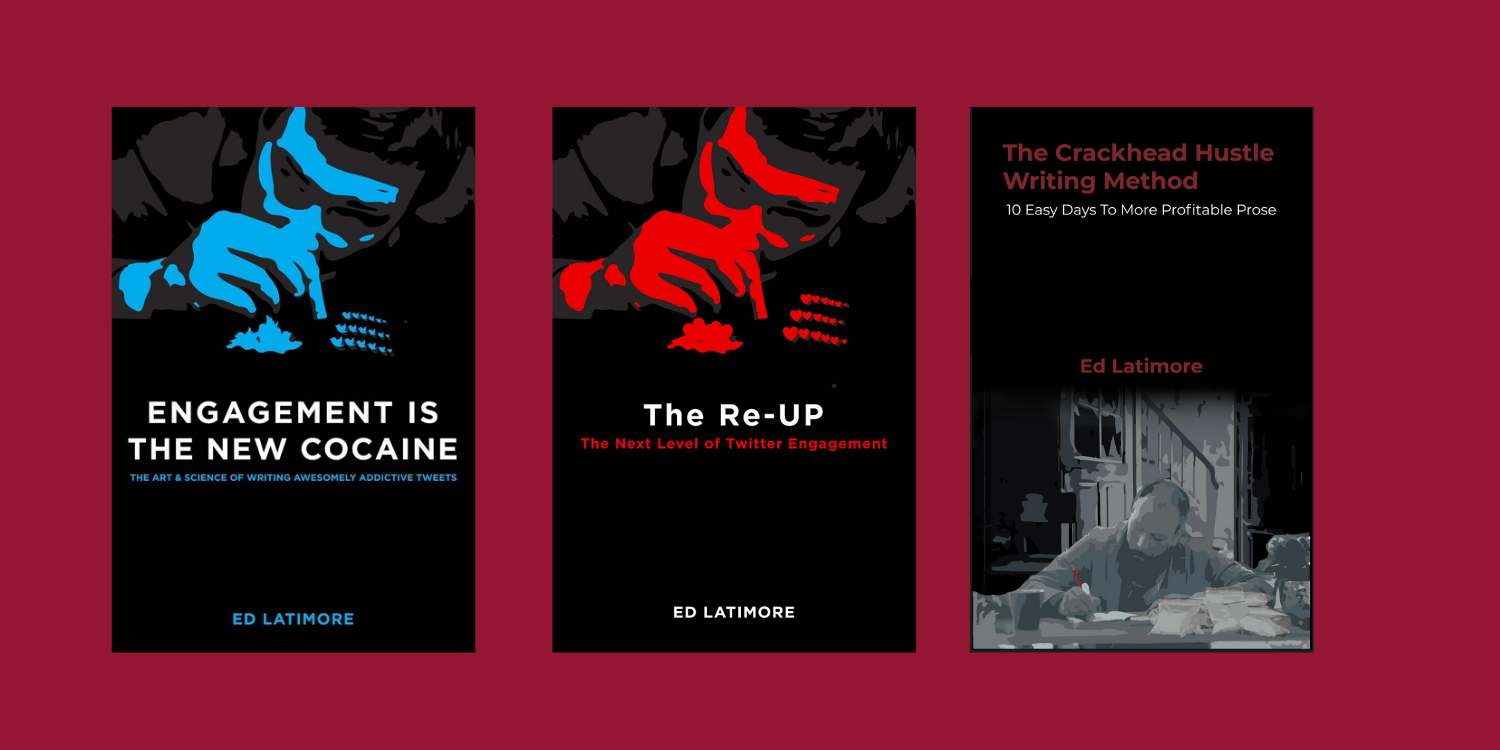 ENGAGEMENT IS
THE NEW COCAINE
THE ART & SCIENCE OF WRITING AWESOMELY ADDICTIVE TWEETS
ED LATIMORE
The Re-UP
The Next Level of Twitter Engagement
ED LATIMORE
The Crackhead Hustle
Writing Method
10 Easy Days To More Profitable Prose
Ed Latimore